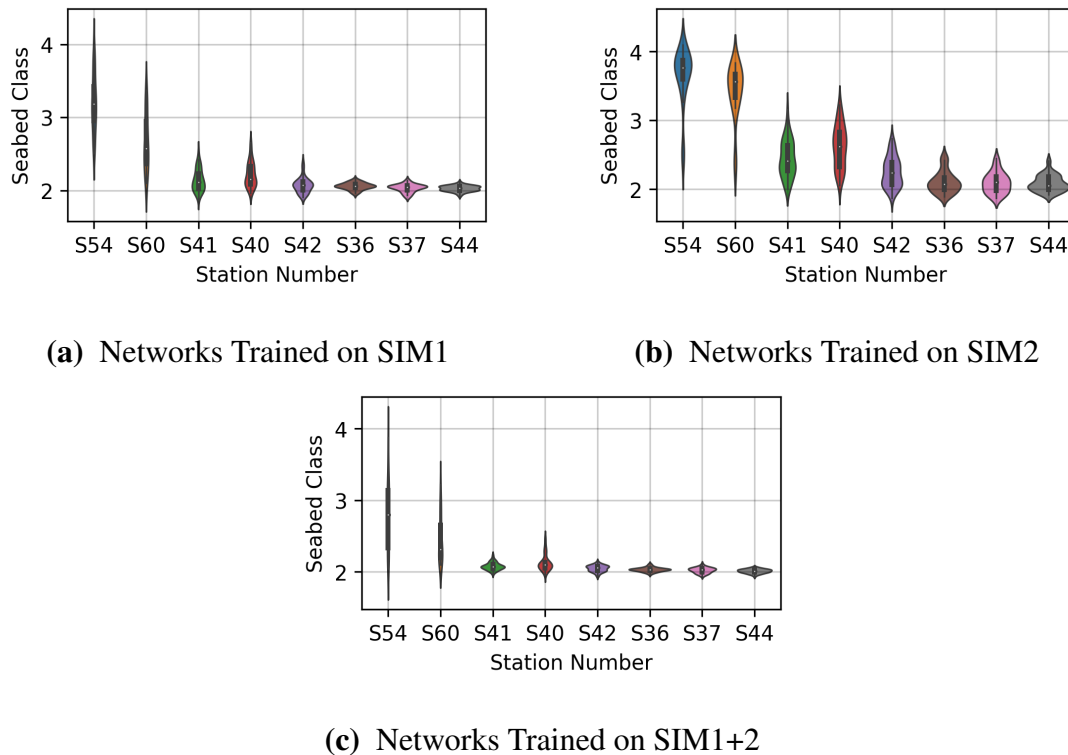 4
3
2
Seabed Class
S54 S60 S41 S40 S42 S36 S37 S44
Station Number
(a) Networks Trained on SIM1
4
3
2
Seabed Class
S54 S60 S41 S40 S42 S36 S37 S44
Station Number
(b) Networks Trained on SIM2
4
3
2
Seabed Class
S54 S60 S41 S40 S42 S36 S37 S44
Station Number
(c) Networks Trained on SIM1+2